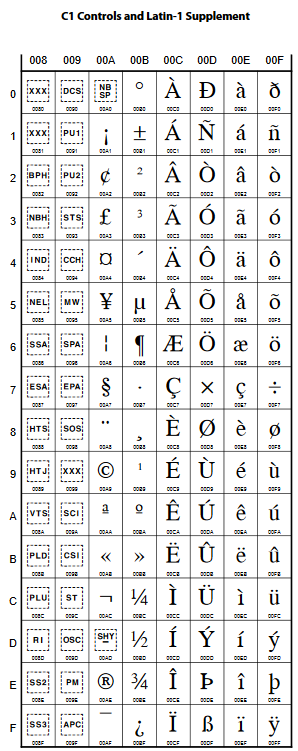 C1 Controls and Latin-1 Supplement
008 009 00A 00B 00C 00D 00E 00F
0 XXX DCS NB SP ° À Ð à ð
0080 0090 00A0 00B0 00C0 00D0 00E0 00F0
1 XXX PU1 ¡ ± Á Ñ á ñ
0081 0091 00A1 00B1 00C1 00D1 00E1 00F1
2 BPH PU2 ¢ ² Â Ò â ò
0082 0092 00A2 00B2 00C2 00D2 00E2 00F2
3 NBH STS £ ³ Ã Ó ã ó
0083 0093 00A3 00B3 00C3 00D3 00E3 00F3
4 IND CCH ¤ ´ Ä Ô ä ô
0084 0094 00A4 00B4 00C4 00D4 00E4 00F4
5 NEL MW ¥ µ Å Õ å õ
0085 0095 00A5 00B5 00C5 00D5 00E5 00F5
6 SSA SPA ¦ ¶ Æ Ö æ ö
0086 0096 00A6 00B6 00C6 00D6 00E6 00F6
7 ESA EPA § · Ç × ç ÷
0087 0097 00A7 00B7 00C7 00D7 00E7 00F7
8 HTS SOS ¨ ¸ È Ø è ø
0088 0098 00A8 00B8 00C8 00D8 00E8 00F8
9 HTJ XXX © ¹ É Ù é ù
0089 0099 00A9 00B9 00C9 00D9 00E9 00F9
A VTS SCI ª º Ê Ú ê ú
008A 009A 00AA 00BA 00CA 00DA 00EA 00FA
B PLD CSI « » Ë Û ë û
008B 009B 00AB 00BB 00CB 00DB 00EB 00FB
C PLU ST ¬ ¼ Ì Ü ì ü
008C 009C 00AC 00BC 00CC 00DC 00EC 00FC
D RI OSC SHY ½ Í Ý í ý
008D 009D 00AD 00BD 00CD 00DD 00ED 00FD
E SS2 PM ® ¾ Î Þ î þ
008E 009E 00AE 00BE 00CE 00DE 00EE 00FE
F SS3 APC ¯ ¿ Ï ß ï ÿ
008F 009F 00AF 00BF 00CF 00DF 00EF 00FF